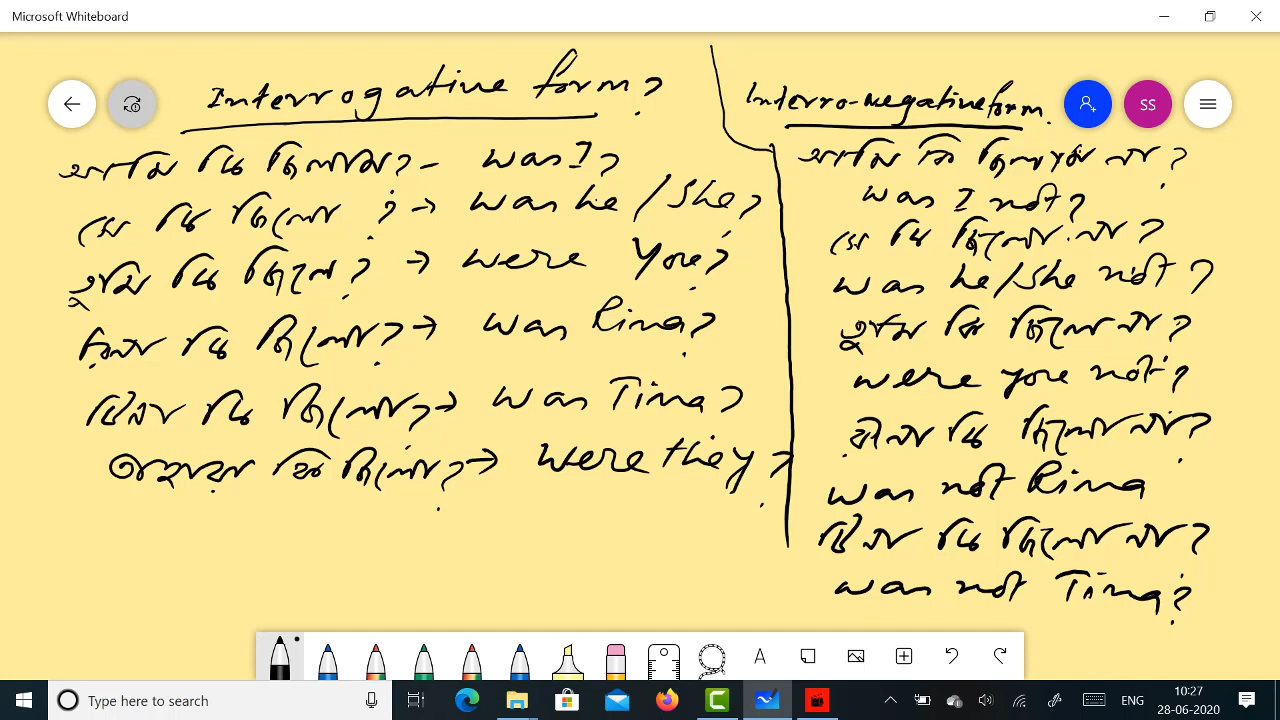 Microsoft Whiteboard
Interrogative form?
আমি কি ছিলাম? - was I?
সে কি ছিলো? → was he / She?
তুমি কি ছিলে? → were You?
রিনা কি ছিলো? → was Rina?
টিনা কি ছিলো? → was Tina?
তাহারা কি ছিলো? → were they?
Interro-negative form.
আমি কি ছিলাম না?
was I not?
সে কি ছিলো না?
was he/she not?
তুমি কি ছিলে না?
were you not?
রীনা কি ছিলো না?
was not Rina
টিনা কি ছিলো না?
was not Tina?
SS
A
Type here to search
ENG
10:27
28-06-2020